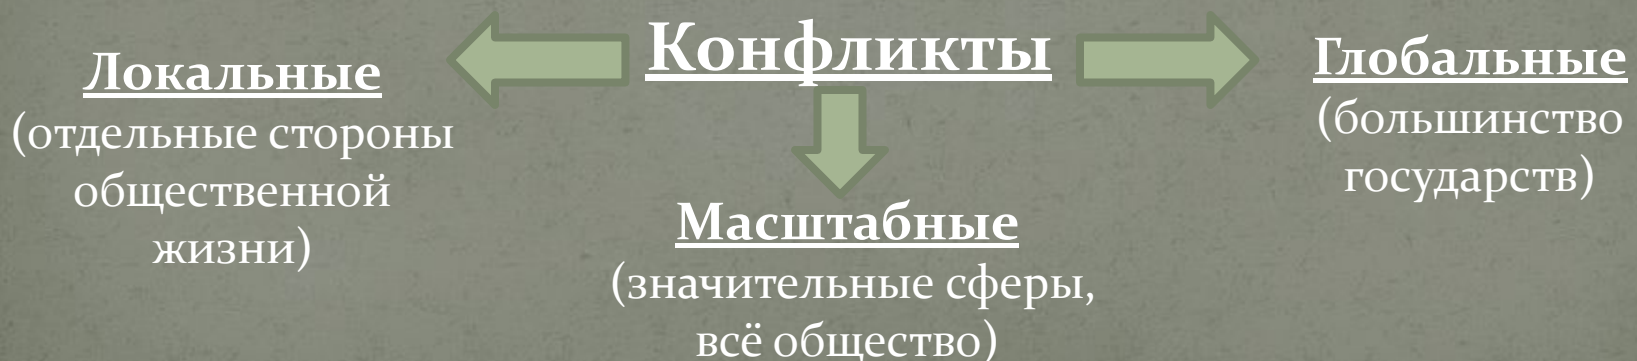 Конфликты
Локальные
(отдельные стороны
общественной
жизни)
Масштабные
(значительные сферы,
всё общество)
Глобальные
(большинство
государств)